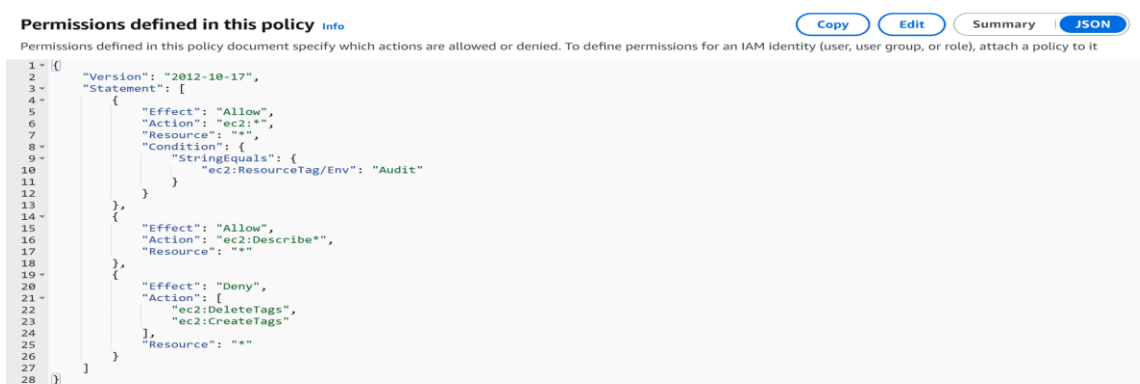 Permissions defined in this policy Info Copy Edit Summary JSON
Permissions defined in this policy document specify which actions are allowed or denied. To define permissions for an IAM identity (user, user group, or role), attach a policy to it
1 {
2 "Version": "2012-10-17",
3 "Statement": [
4 {
5 "Effect": "Allow",
6 "Action": "ec2:*",
7 "Resource": "*",
8 "Condition": {
9 "StringEquals": {
10 "ec2:ResourceTag/Env": "Audit"
11 }
12 }
13 },
14 {
15 "Effect": "Allow",
16 "Action": "ec2:Describe*",
17 "Resource": "*"
18 },
19 {
20 "Effect": "Deny",
21 "Action": [
22 "ec2:DeleteTags",
23 "ec2:CreateTags"
24 ],
25 "Resource": "*"
26 }
27 ]
28 }